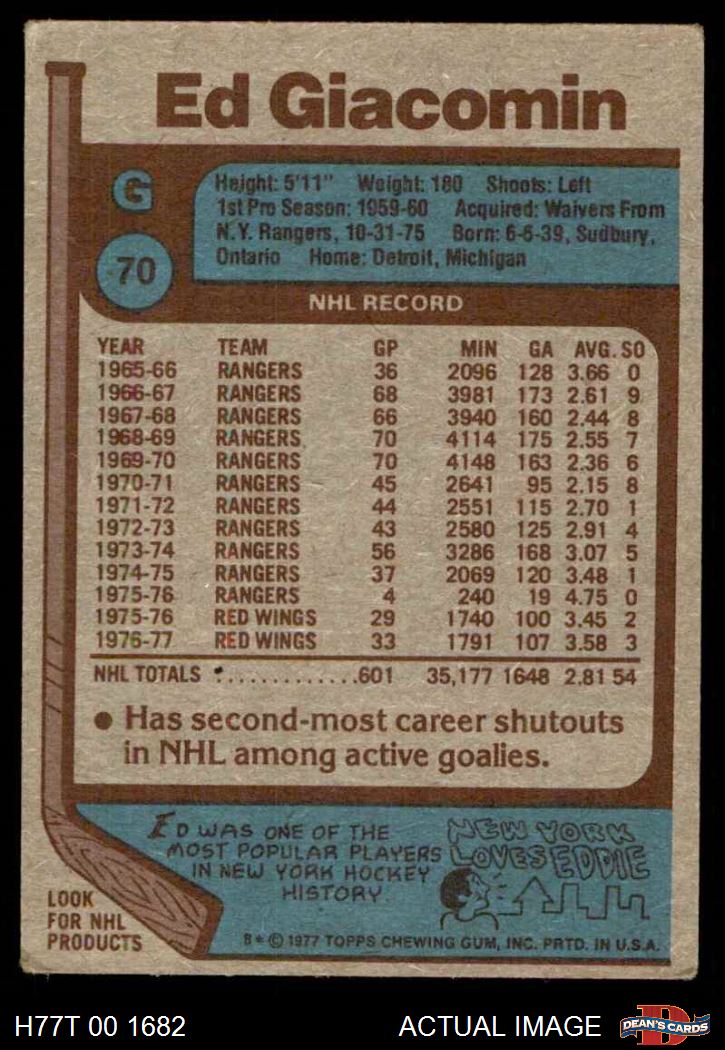 Ed Giacomin
G
70
Height: 5'11" Weight: 180 Shoots: Left
1st Pro Season: 1959-60 Acquired: Waivers From
N.Y. Rangers, 10-31-75 Born: 6-6-39, Sudbury,
Ontario Home: Detroit, Michigan
NHL RECORD
YEAR TEAM GP MIN GA AVG. SO
1965-66 RANGERS 36 2096 128 3.66 0
1966-67 RANGERS 68 3981 173 2.61 9
1967-68 RANGERS 66 3940 160 2.44 8
1968-69 RANGERS 70 4114 175 2.55 7
1969-70 RANGERS 70 4148 163 2.36 6
1970-71 RANGERS 45 2641 95 2.15 8
1971-72 RANGERS 44 2551 115 2.70 1
1972-73 RANGERS 43 2580 125 2.91 4
1973-74 RANGERS 56 3286 168 3.07 5
1974-75 RANGERS 37 2069 120 3.48 1
1975-76 RANGERS 4 240 19 4.75 0
1975-76 RED WINGS 29 1740 100 3.45 2
1976-77 RED WINGS 33 1791 107 3.58 3
NHL TOTALS .............601 35,177 1648 2.81 54
● Has second-most career shutouts
in NHL among active goalies.
ED WAS ONE OF THE
MOST POPULAR PLAYERS
IN NEW YORK HOCKEY
HISTORY
NEW YORK
LOVES EDDIE
LOOK
FOR NHL
PRODUCTS
B * © 1977 TOPPS CHEWING GUM, INC. PRTD. IN U.S.A.
H77T 00 1682 ACTUAL IMAGE
D
DEAN'S CARDS